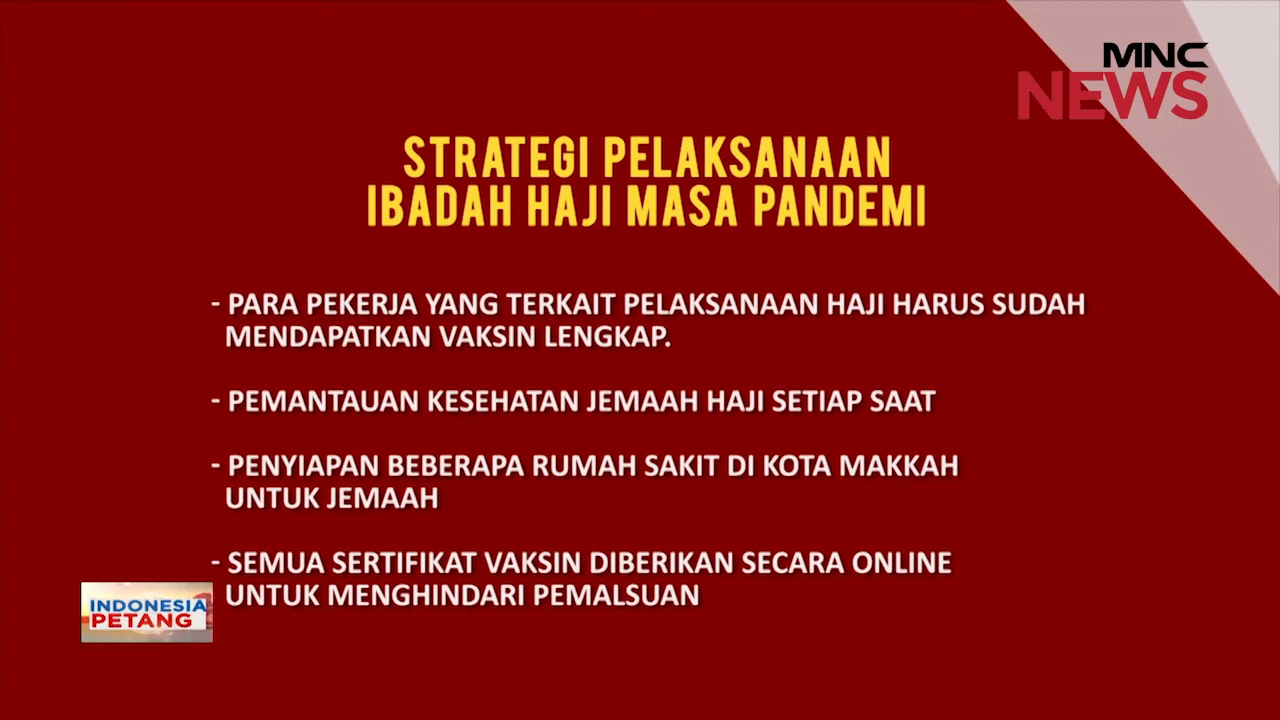 MNC
NEWS
STRATEGI PELAKSANAAN
IBADAH HAJI MASA PANDEMI
- PARA PEKERJA YANG TERKAIT PELAKSANAAN HAJI HARUS SUDAH
MENDAPATKAN VAKSIN LENGKAP.
- PEMANTAUAN KESEHATAN JEMAAH HAJI SETIAP SAAT
- PENYIAPAN BEBERAPA RUMAH SAKIT DI KOTA MAKKAH
UNTUK JEMAAH
- SEMUA SERTIFIKAT VAKSIN DIBERIKAN SECARA ONLINE
UNTUK MENGHINDARI PEMALSUAN
INDONESIA
PETANG